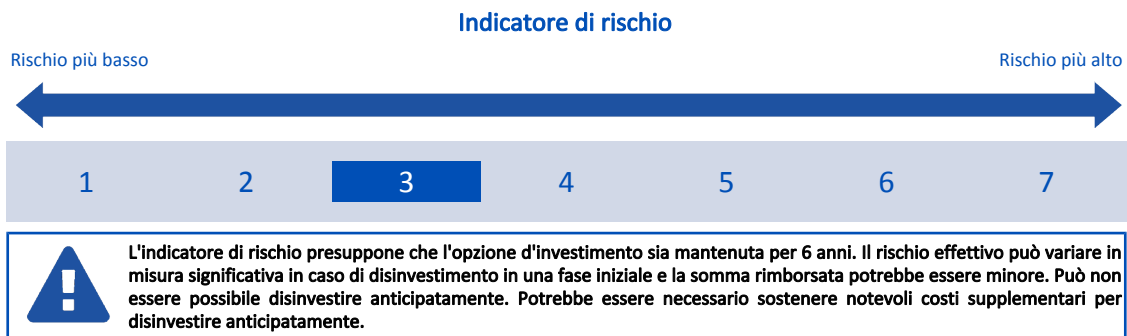 Indicatore di rischio
Rischio più basso Rischio più alto
1 2 3 4 5 6 7
L'indicatore di rischio presuppone che l'opzione d'investimento sia mantenuta per 6 anni. Il rischio effettivo può variare in
misura significativa in caso di disinvestimento in una fase iniziale e la somma rimborsata potrebbe essere minore. Può non
essere possibile disinvestire anticipatamente. Potrebbe essere necessario sostenere notevoli costi supplementari per
disinvestire anticipatamente.